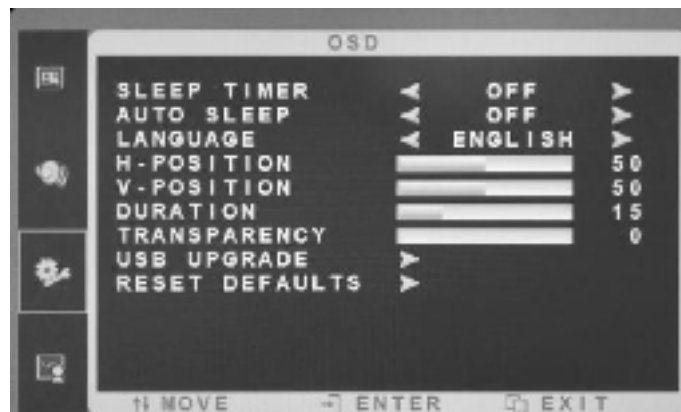 OSD
SLEEP TIMER OFF
AUTO SLEEP OFF
LANGUAGE ENGLISH
H-POSITION 50
V-POSITION 50
DURATION 15
TRANSPARENCY 0
USB UPGRADE
RESET DEFAULTS
MOVE ENTER EXIT